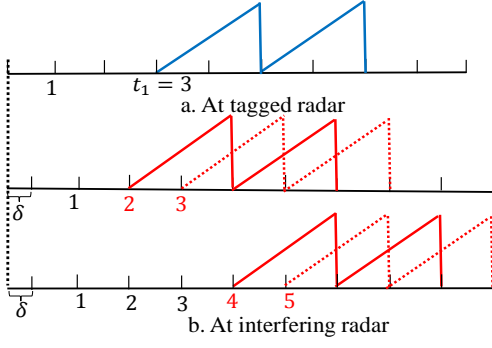 1 t₁ = 3
a. At tagged radar
δ 1 2 3
δ 1 2 3 4 5
b. At interfering radar